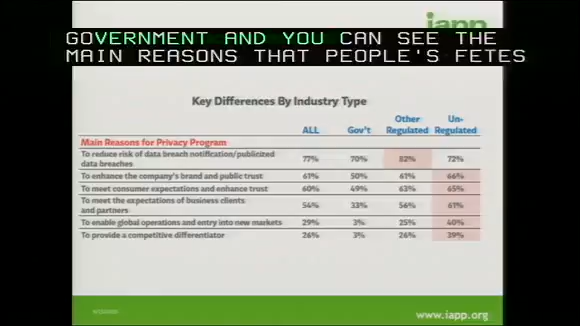 iapp
GOVERNMENT AND YOU CAN SEE THE
MAIN REASONS THAT PEOPLE'S FETES
Key Differences By Industry Type
ALL Gov't Other Regulated Un-Regulated
Main Reasons for Privacy Program
To reduce risk of data breach notification/publicized data breaches 77% 70% 82% 72%
To enhance the company's brand and public trust 61% 50% 61% 66%
To meet consumer expectations and enhance trust 60% 49% 63% 65%
To meet the expectations of business clients and partners 54% 33% 56% 61%
To enable global operations and entry into new markets 29% 3% 25% 40%
To provide a competitive differentiator 26% 3% 26% 39%
www.iapp.org